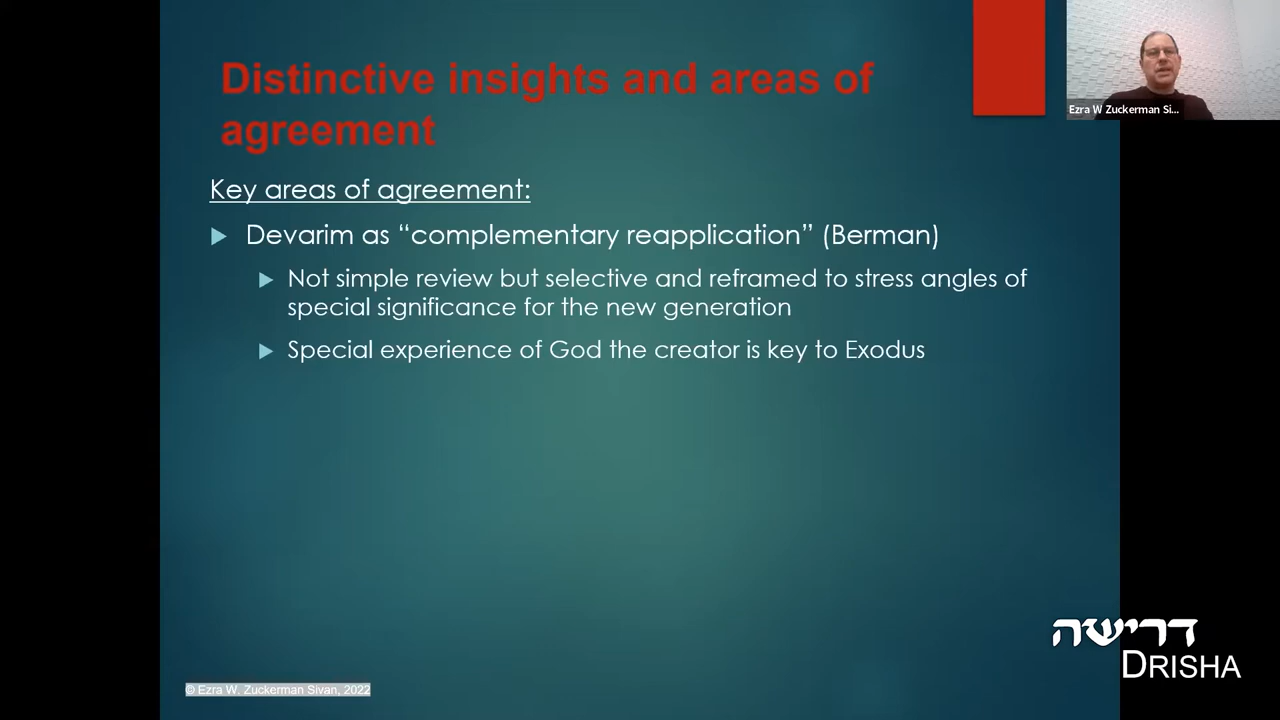 Distinctive insights and areas of
agreement
Key areas of agreement:
Devarim as “complementary reapplication” (Berman)
Not simple review but selective and reframed to stress angles of
special significance for the new generation
Special experience of God the creator is key to Exodus
Ezra W Zuckerman Si...
דרישה
DRISHA
© Ezra W. Zuckerman Sivan, 2022